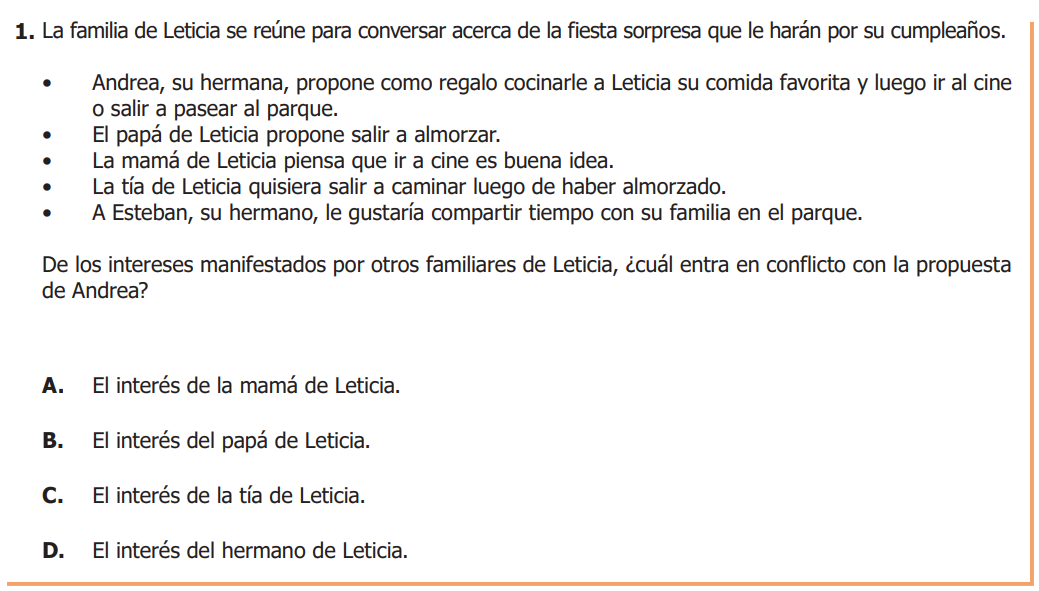 1. La familia de Leticia se reúne para conversar acerca de la fiesta sorpresa que le harán por su cumpleaños.
• Andrea, su hermana, propone como regalo cocinarle a Leticia su comida favorita y luego ir al cine
o salir a pasear al parque.
• El papá de Leticia propone salir a almorzar.
• La mamá de Leticia piensa que ir a cine es buena idea.
• La tía de Leticia quisiera salir a caminar luego de haber almorzado.
• A Esteban, su hermano, le gustaría compartir tiempo con su familia en el parque.
De los intereses manifestados por otros familiares de Leticia, ¿cuál entra en conflicto con la propuesta
de Andrea?
A. El interés de la mamá de Leticia.
B. El interés del papá de Leticia.
C. El interés de la tía de Leticia.
D. El interés del hermano de Leticia.